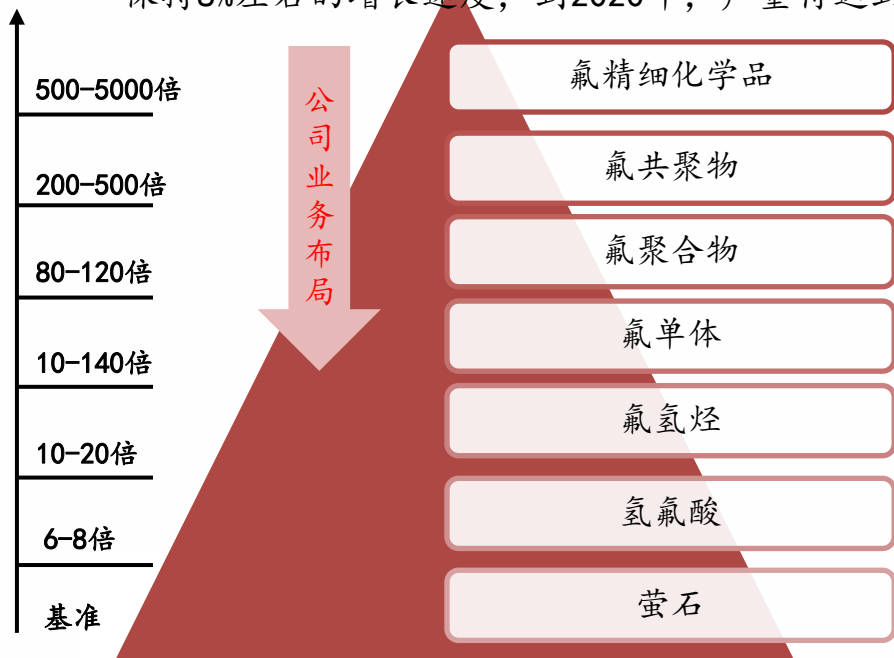 500-5000倍
200-500倍
80-120倍
10-140倍
10-20倍
6-8倍
基准
公司业务布局
氟精细化学品
氟共聚物
氟聚合物
氟单体
氟氢烃
氢氟酸
萤石